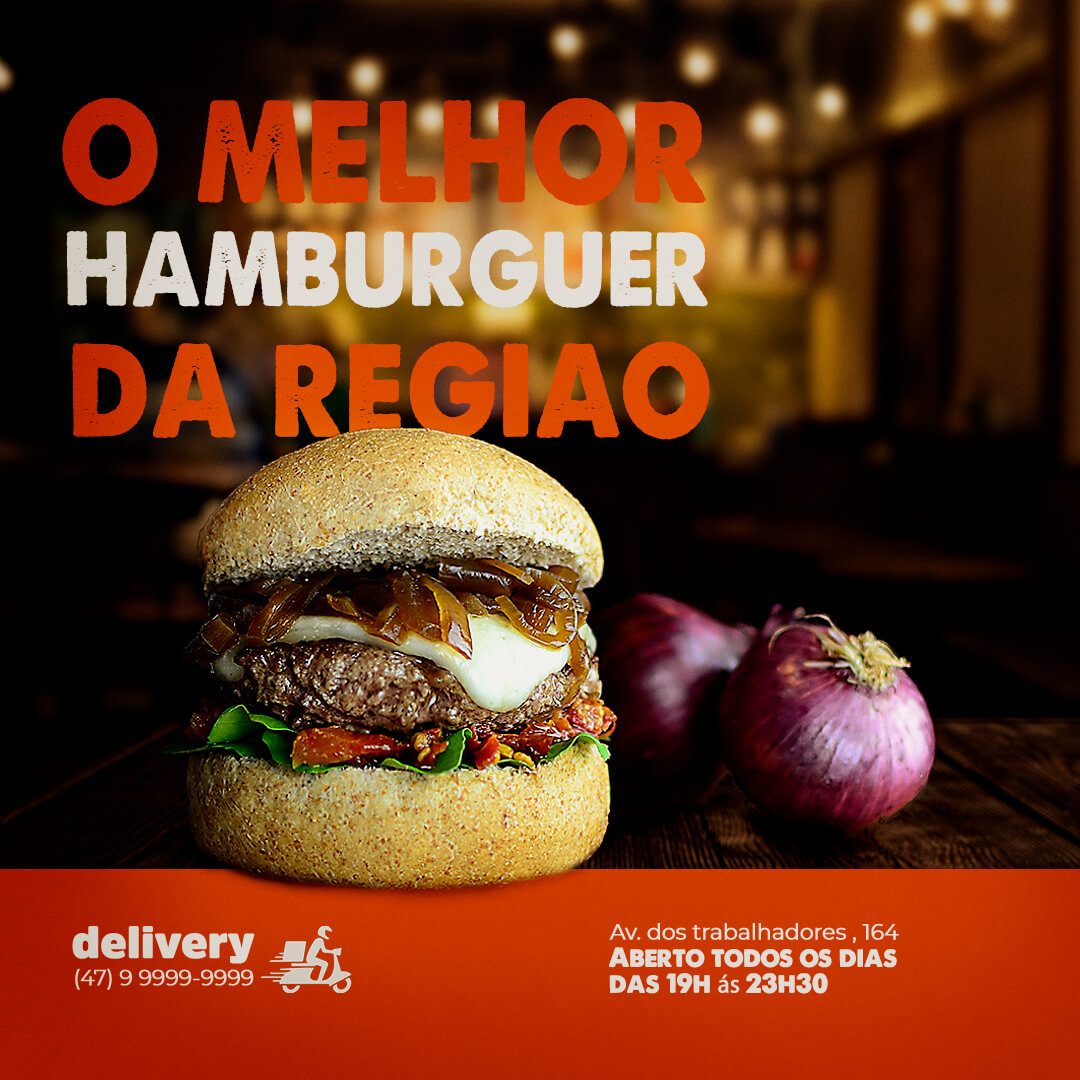 O MELHOR
HAMBURGUER
DA REGIAO
delivery
(47) 9 9999-9999
Av. dos trabalhadores , 164
ABERTO TODOS OS DIAS
DAS 19H ás 23H30